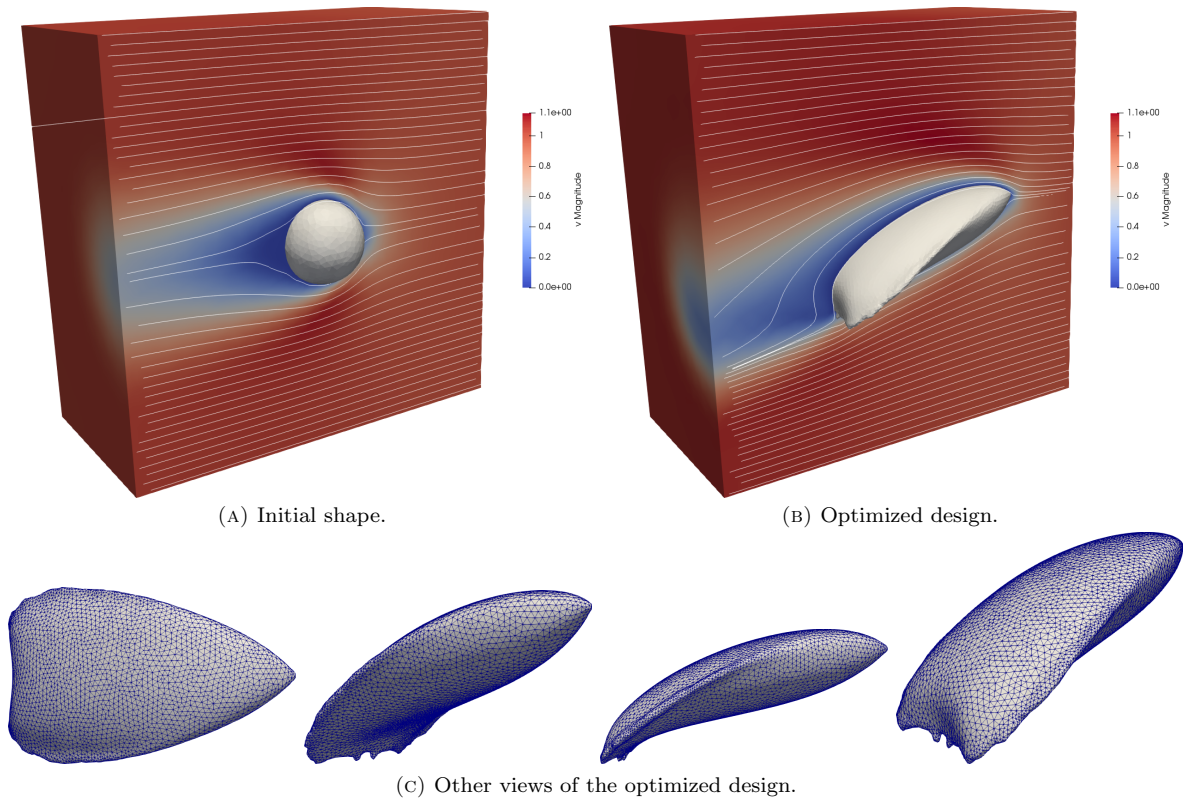 1.1e+00
1
0.8
0.6
0.4
0.2
0.0e+00
v Magnitude
1.1e+00
1
0.8
0.6
0.4
0.2
0.0e+00
v Magnitude
(A) Initial shape.
(B) Optimized design.
(C) Other views of the optimized design.